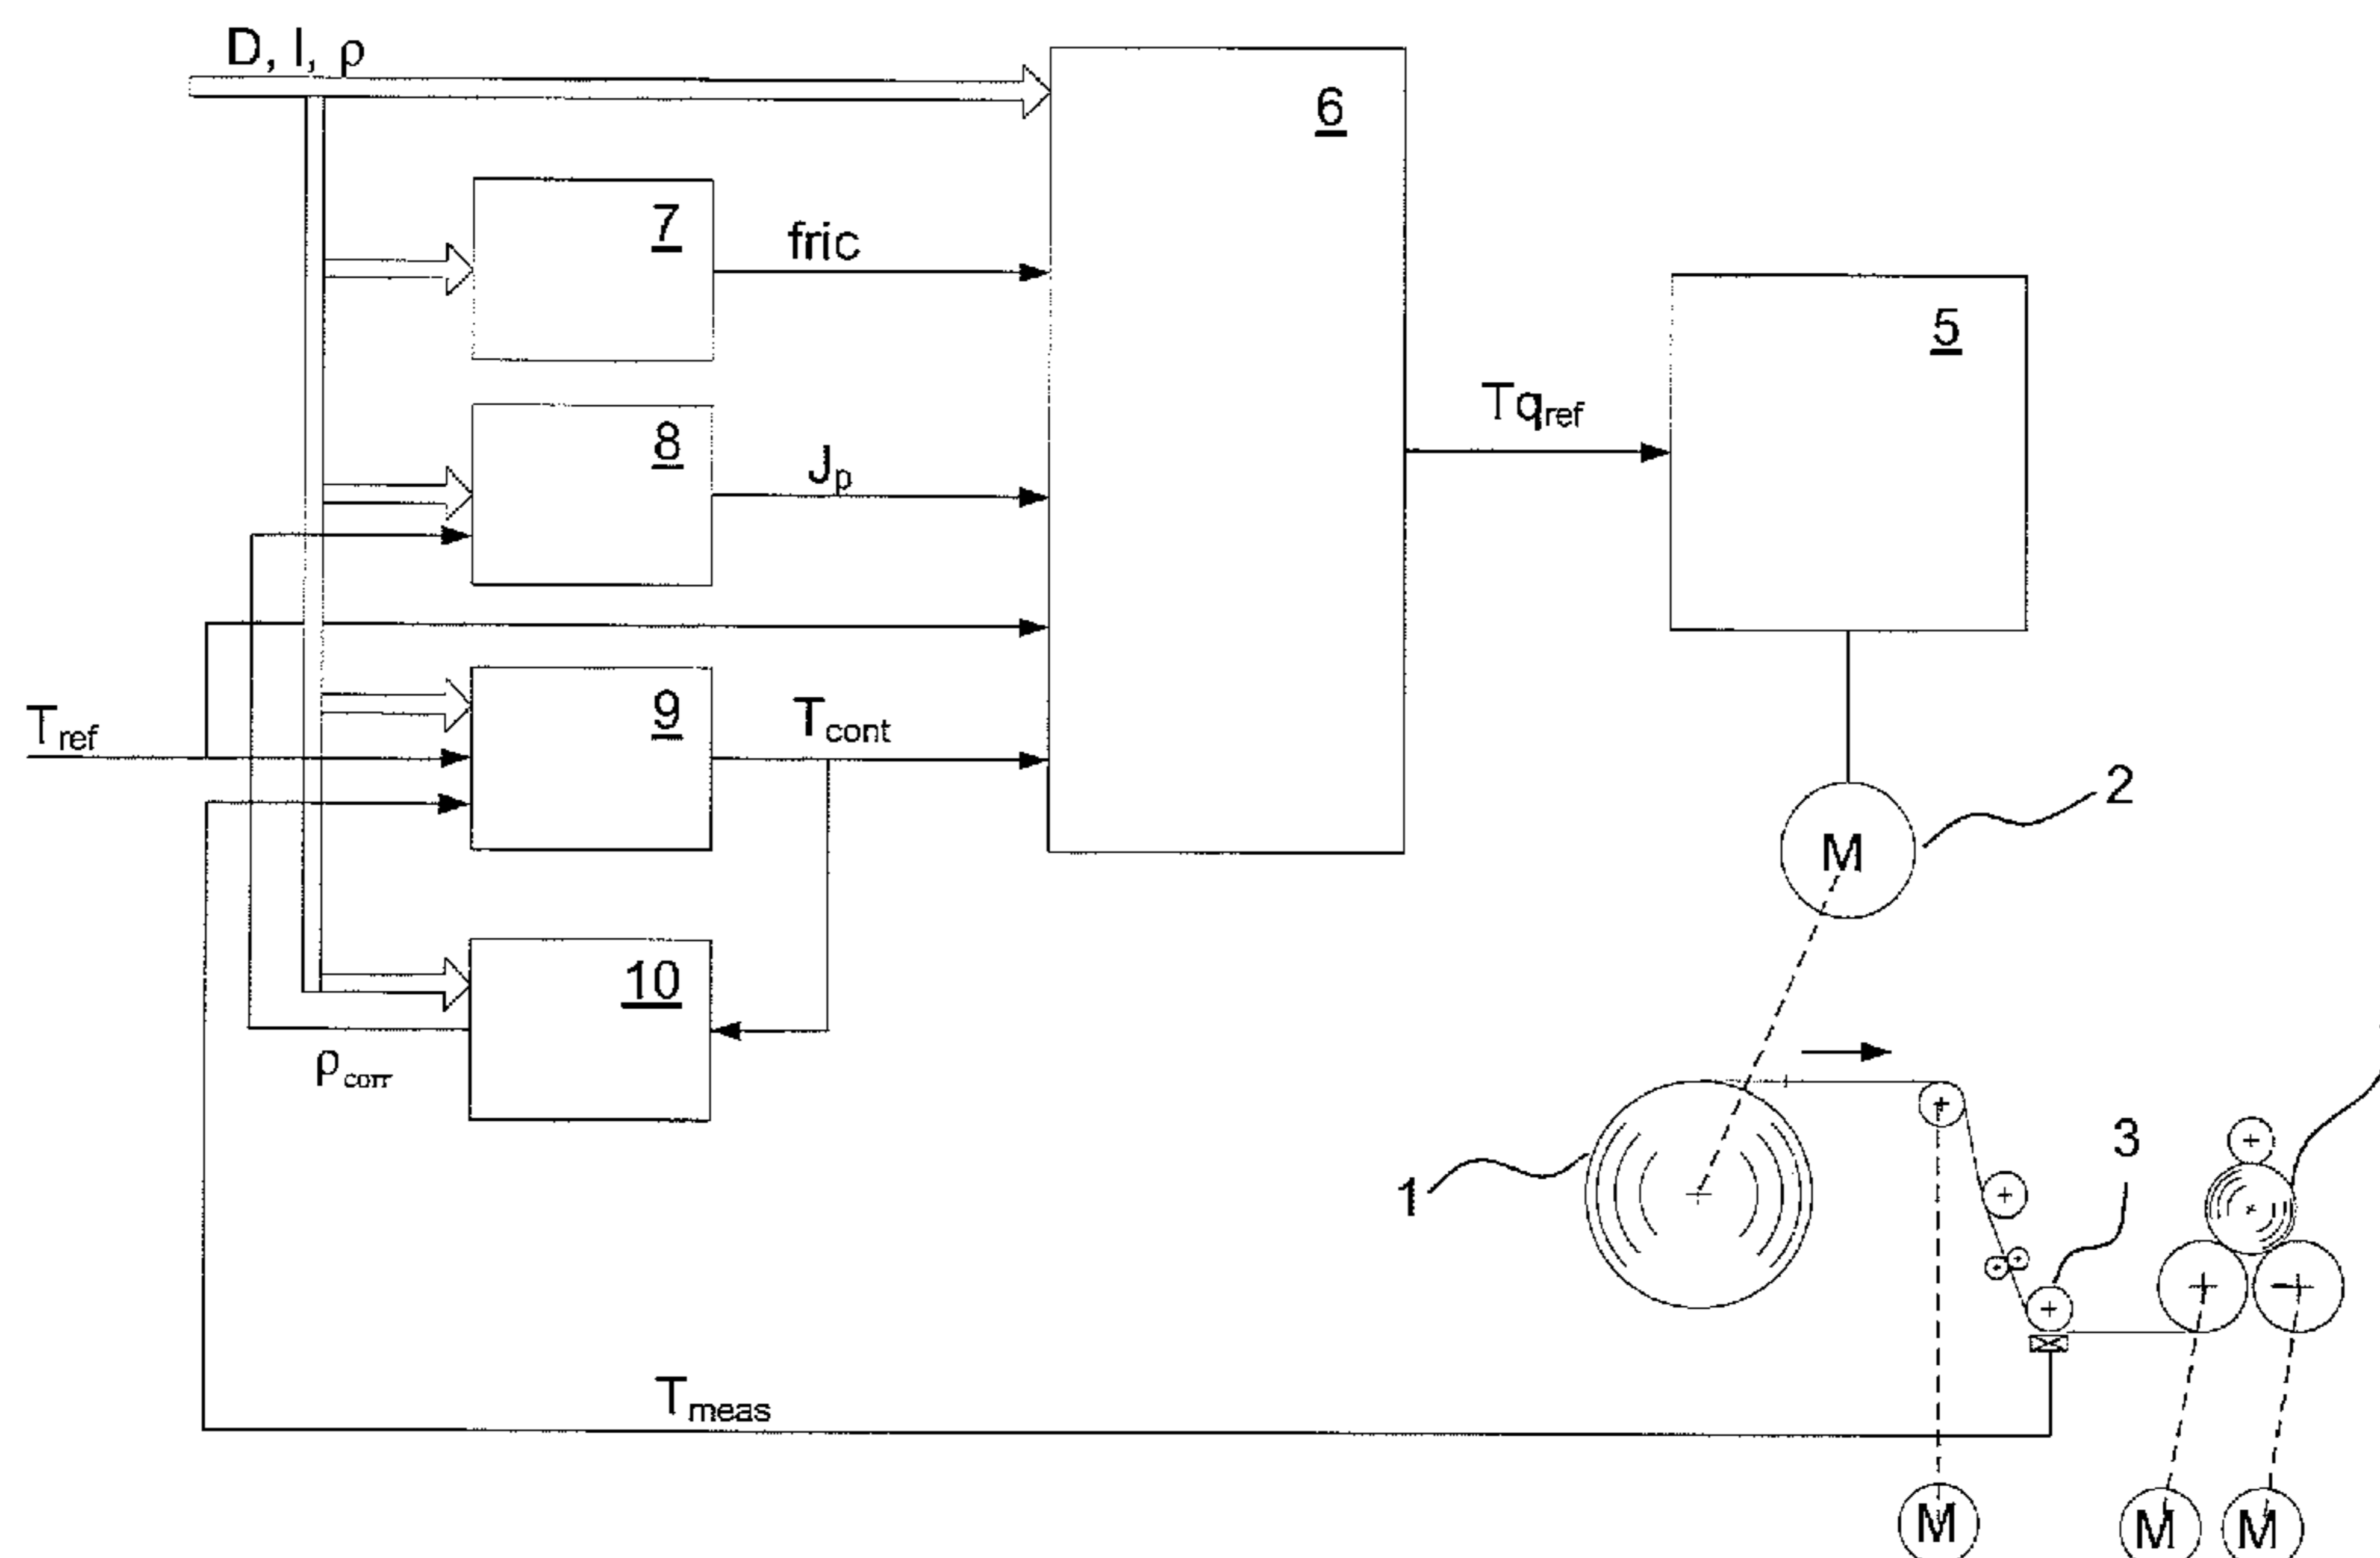 D, l, ρ
6
7
fric
5
8
Tqref
Jp
9
Tref
Tcont
2
M
10
ρcorr
3
1
Tmeas
M
M
M